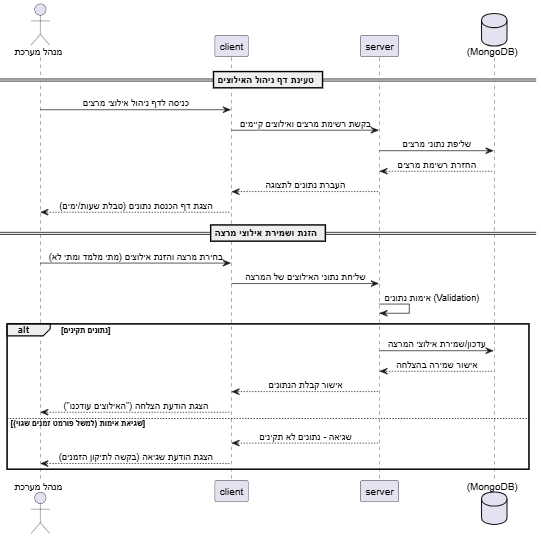 מנהל מערכת
client
server
(MongoDB)
טעינת דף ניהול האילוצים
כניסה לדף ניהול אילוצי מרצים
בקשת רשימת מרצים ואילוצים קיימים
שליפת נתוני מרצים
החזרת רשימת מרצים
העברת נתונים לתצוגה
הצגת דף הכנסת נתונים (טבלת שעות/ימים)
הזנת ושמירת אילוצי מרצה
בחירת מרצה והזנת אילוצים (מתי מלמד ומתי לא)
שליחת נתוני האילוצים של המרצה
אימות נתונים (Validation)
alt
[נתונים תקינים]
עדכון/שמירת אילוצי המרצה
אישור שמירה בהצלחה
אישור קבלת הנתונים
הצגת הודעת הצלחה ("האילוצים עודכנו")
[שגיאת אימות (למשל פורמט זמנים שגוי)]
שגיאה - נתונים לא תקינים
הצגת הודעת שגיאה (בקשה לתיקון הזמנים)
מנהל מערכת
client
server
(MongoDB)